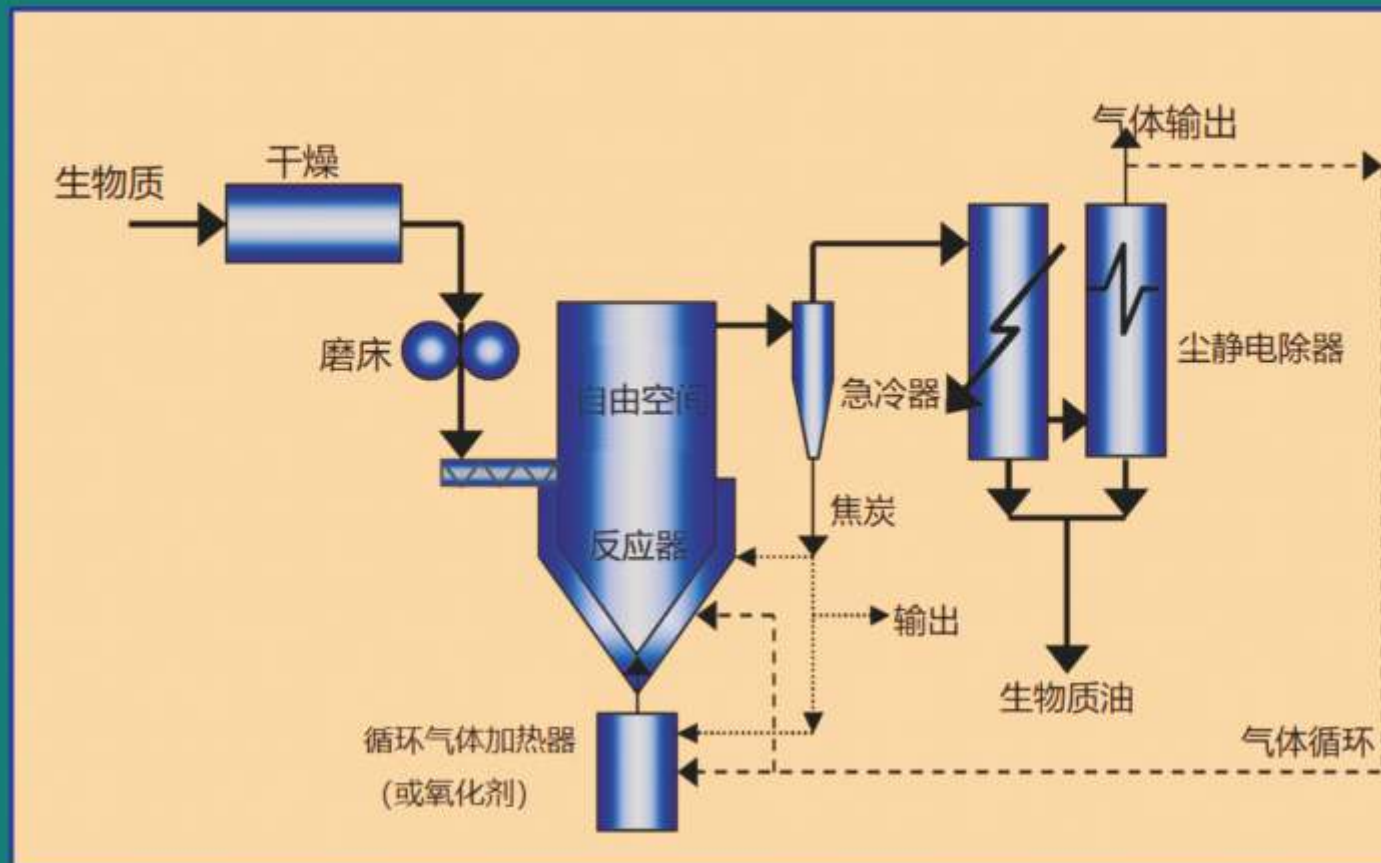 气体输出
干燥
生物质
磨床
尘静电除器
自由空间
急冷器
焦炭
反应器
输出
生物质油
循环气体加热器
(或氧化剂)
气体循环